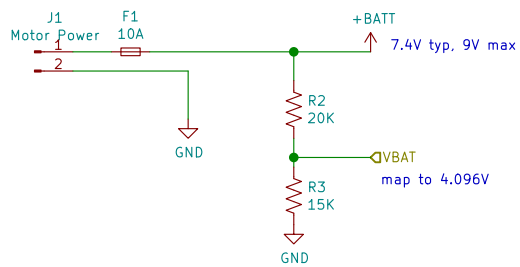 J1
Motor Power
1
2
F1
10A
+BATT
7.4V typ, 9V max
GND
R2
20K
VBAT
map to 4.096V
R3
15K
GND